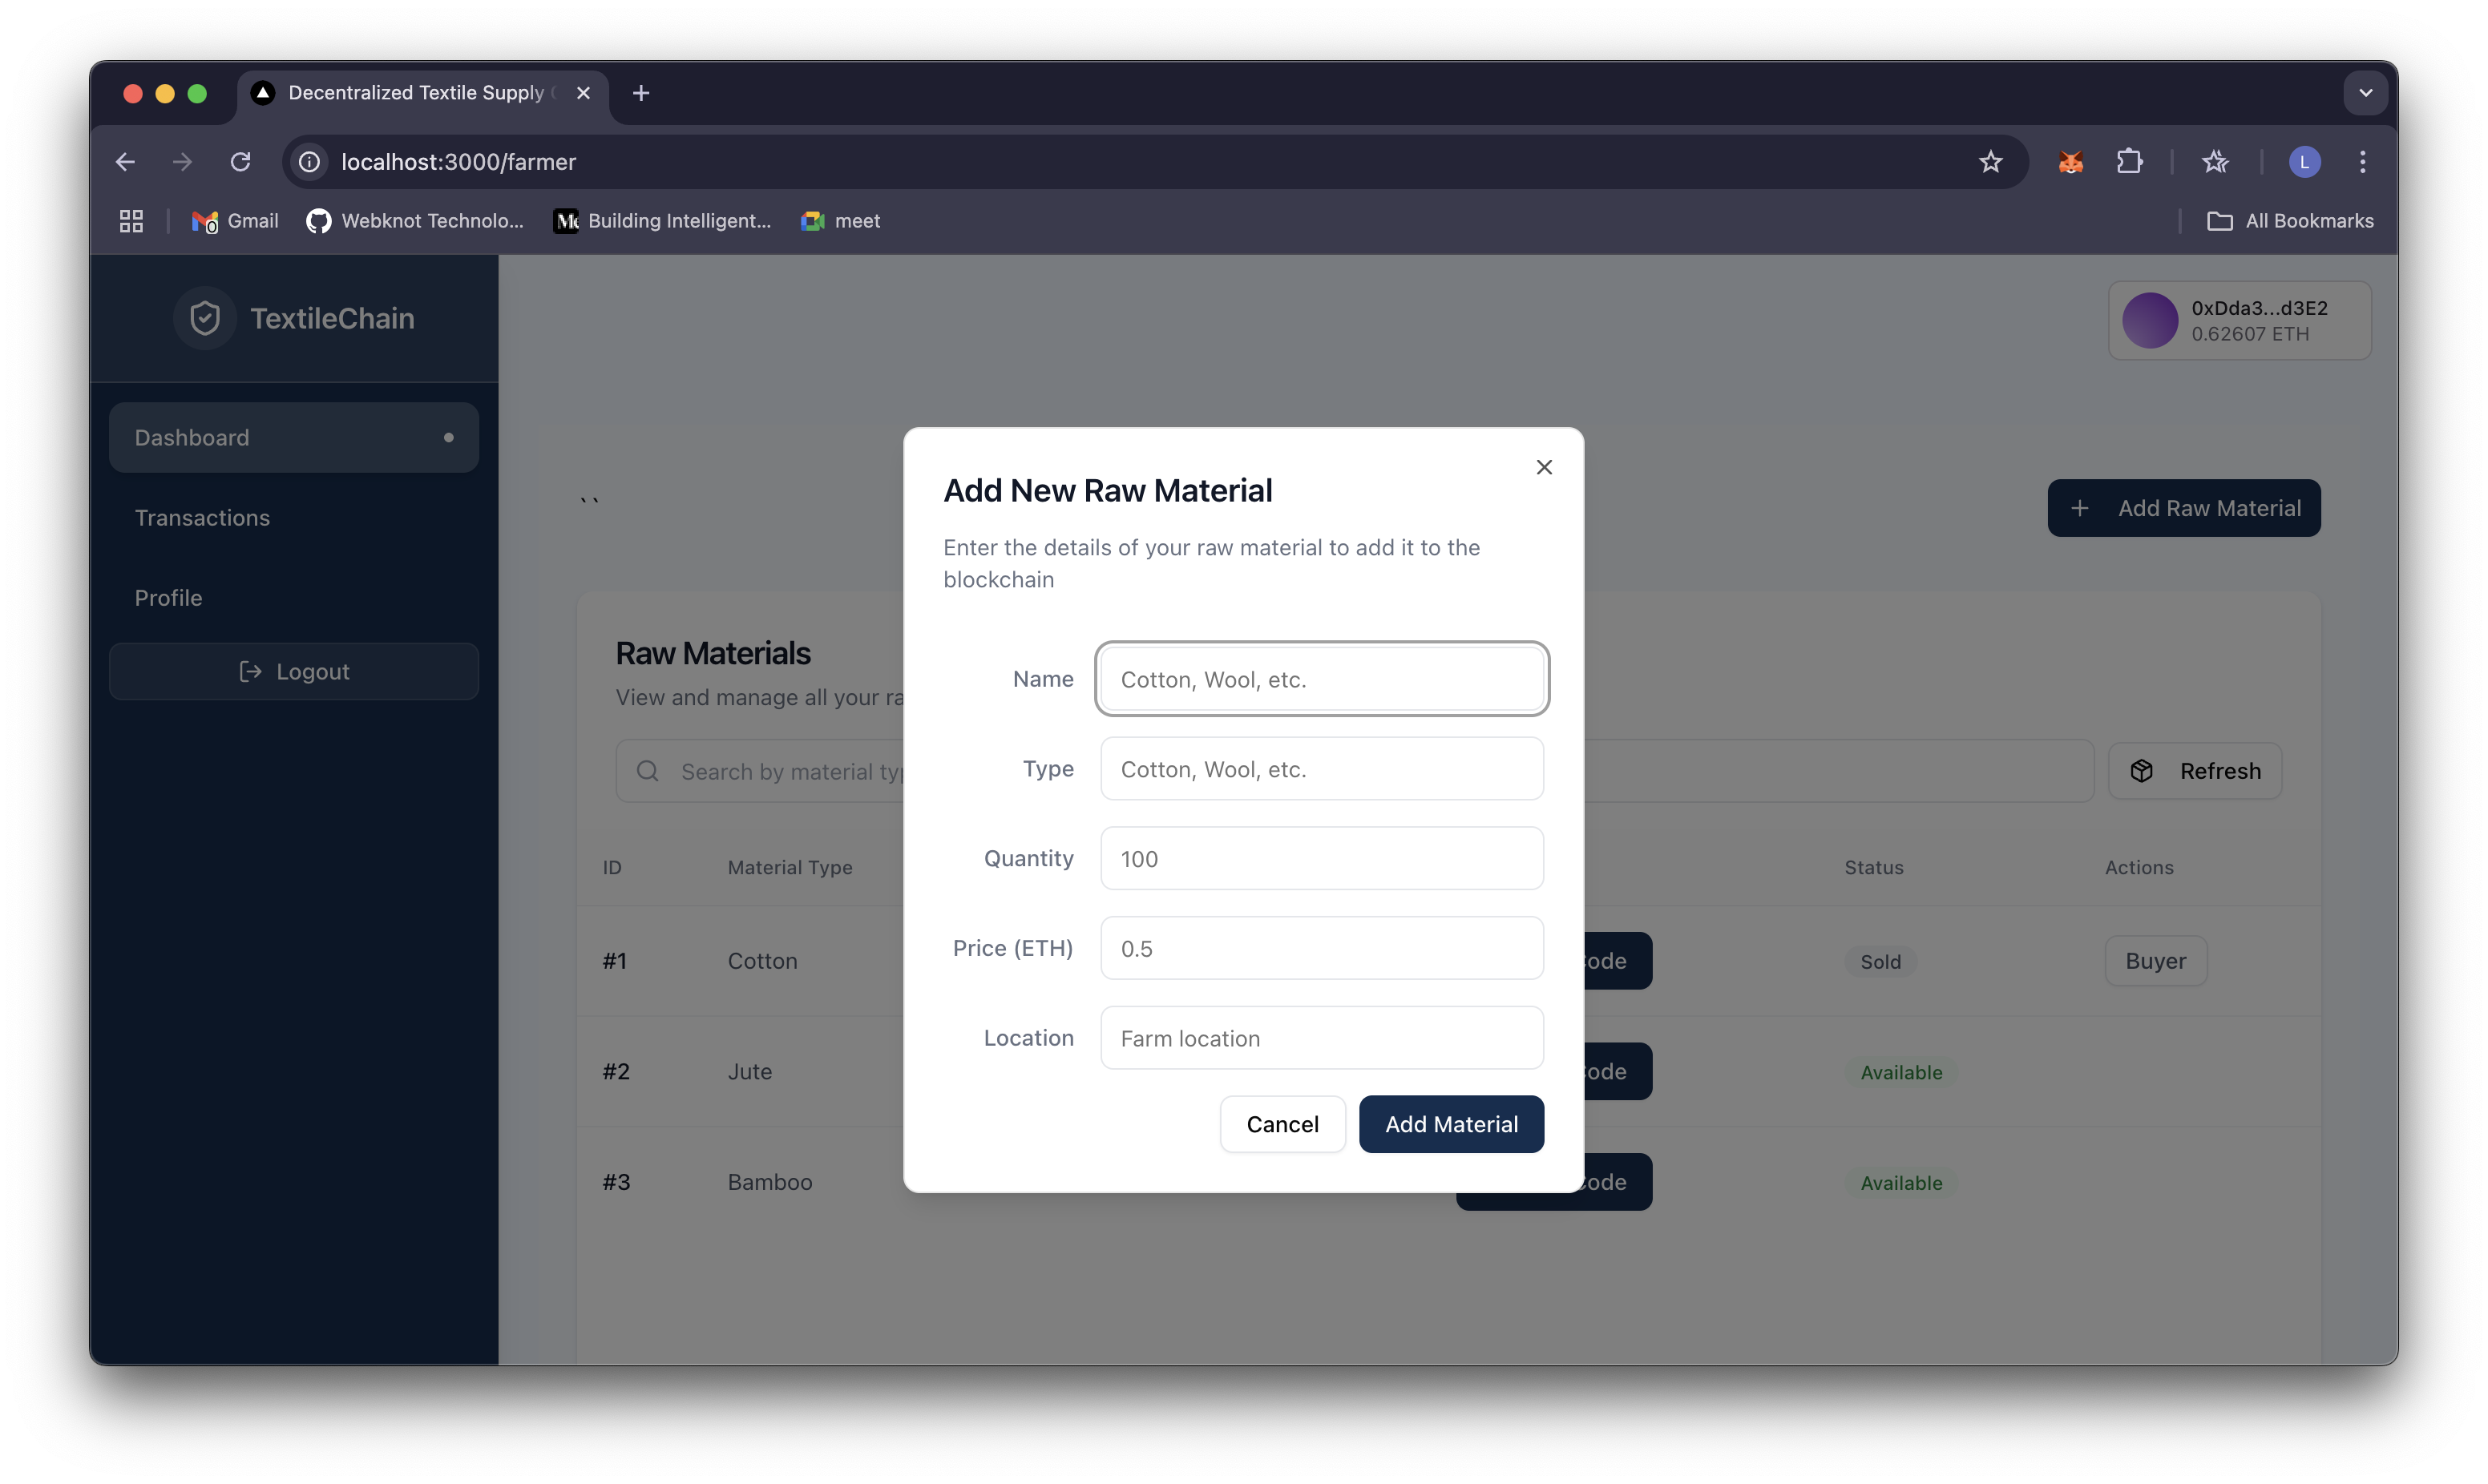 Decentralized Textile Supply
localhost:3000/farmer
L
Gmail
Webknot Technolo...
Building Intelligent...
meet
All Bookmarks
TextileChain
0xDda3...d3E2
0.62607 ETH
Dashboard
Transactions
Profile
Logout
``
Add Raw Material
Raw Materials
View and manage all your
Search by material
Refresh
ID
Material Type
Status
Actions
#1
Cotton
ode
Sold
Buyer
#2
Jute
ode
Available
#3
Bamboo
ode
Available
Add New Raw Material
Enter the details of your raw material to add it to the
blockchain
Name
Cotton, Wool, etc.
Type
Cotton, Wool, etc.
Quantity
100
Price (ETH)
0.5
Location
Farm location
Cancel
Add Material